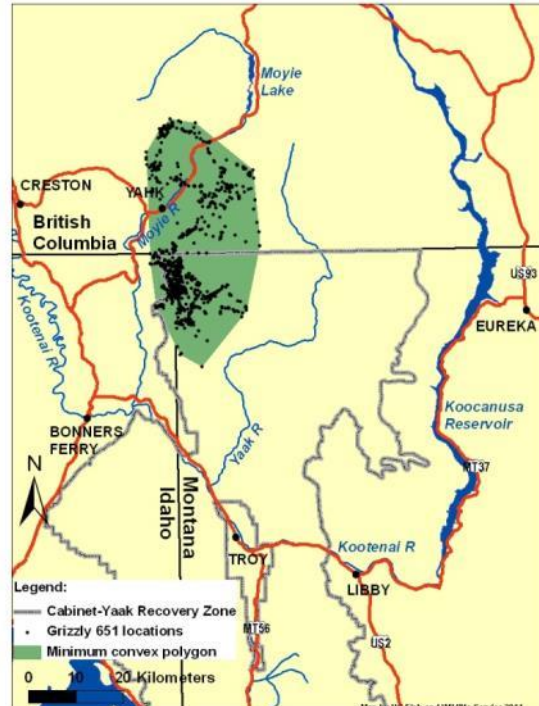 Moyie
Lake
CRESTON
YAHK
British
Columbia
Moyie R
US93
EUREKA
Kootenai R
Koocanusa
Reservoir
BONNERS
FERRY
Yaak R
MT37
N
Montana
Idaho
TROY
Kootenai R
LIBBY
Legend:
Cabinet-Yaak Recovery Zone
Grizzly 651 locations
Minimum convex polygon
MT56
US2
0 10 20 Kilometers